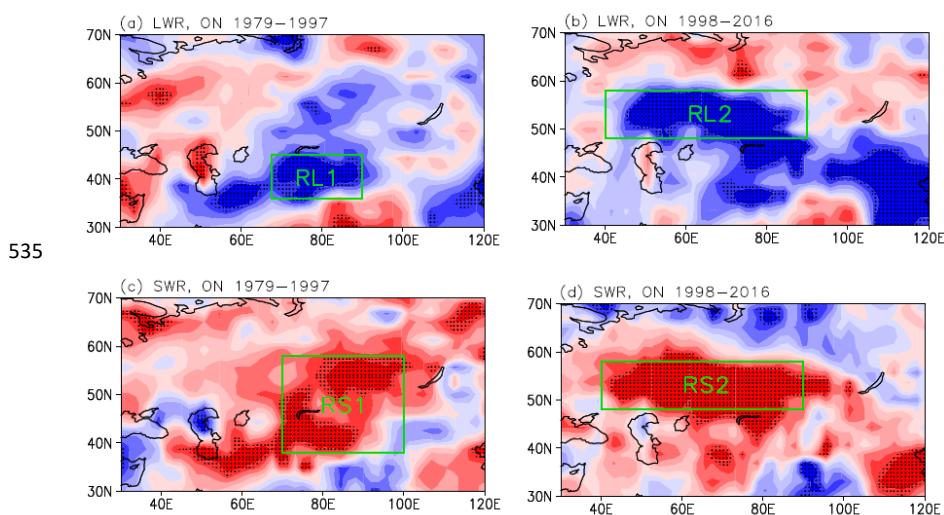 (a) LWR, ON 1979−1997
70N
60N
50N
40N
30N
RL1
40E 60E 80E 100E 120E
(b) LWR, ON 1998−2016
70N
60N
50N
40N
30N
RL2
40E 60E 80E 100E 120E
535
(c) SWR, ON 1979−1997
70N
60N
50N
40N
30N
RS1
40E 60E 80E 100E 120E
(d) SWR, ON 1998−2016
70N
60N
50N
40N
30N
RS2
40E 60E 80E 100E 120E